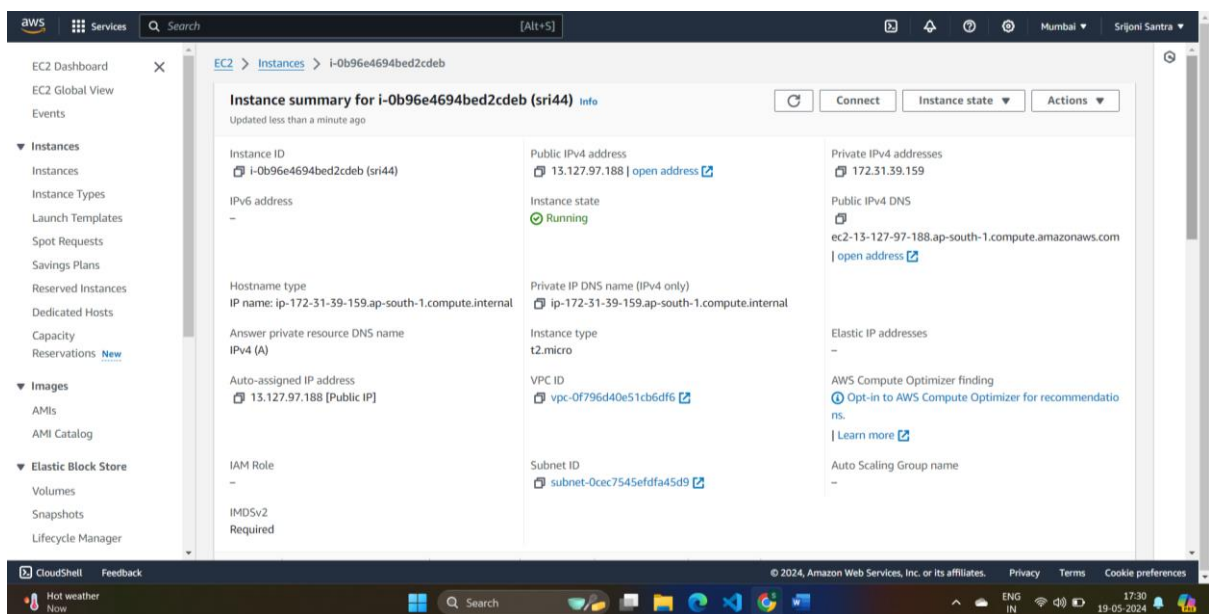 aws
Services
Search
[Alt+S]
Mumbai
Srijoni Santra
EC2 Dashboard
EC2 Global View
Events
Instances
Instances
Instance Types
Launch Templates
Spot Requests
Savings Plans
Reserved Instances
Dedicated Hosts
Capacity
Reservations New
Images
AMIs
AMI Catalog
Elastic Block Store
Volumes
Snapshots
Lifecycle Manager
EC2 > Instances > i-0b96e4694bed2cdeb
Instance summary for i-0b96e4694bed2cdeb (sri44) Info
Updated less than a minute ago
Connect
Instance state
Actions
Instance ID
i-0b96e4694bed2cdeb (sri44)
Public IPv4 address
13.127.97.188 | open address
Private IPv4 addresses
172.31.39.159
IPv6 address
–
Instance state
Running
Public IPv4 DNS
ec2-13-127-97-188.ap-south-1.compute.amazonaws.com
| open address
Hostname type
IP name: ip-172-31-39-159.ap-south-1.compute.internal
Private IP DNS name (IPv4 only)
ip-172-31-39-159.ap-south-1.compute.internal
Answer private resource DNS name
IPv4 (A)
Instance type
t2.micro
Elastic IP addresses
–
Auto-assigned IP address
13.127.97.188 [Public IP]
VPC ID
vpc-0f796d40e51cb6df6
AWS Compute Optimizer finding
Opt-in to AWS Compute Optimizer for recommendatio
ns.
| Learn more
IAM Role
–
Subnet ID
subnet-0cec7545efdfa45d9
Auto Scaling Group name
–
IMDSv2
Required
CloudShell
Feedback
© 2024, Amazon Web Services, Inc. or its affiliates.
Privacy
Terms
Cookie preferences
Hot weather
Now
Search
ENG
IN
17:30
19-05-2024